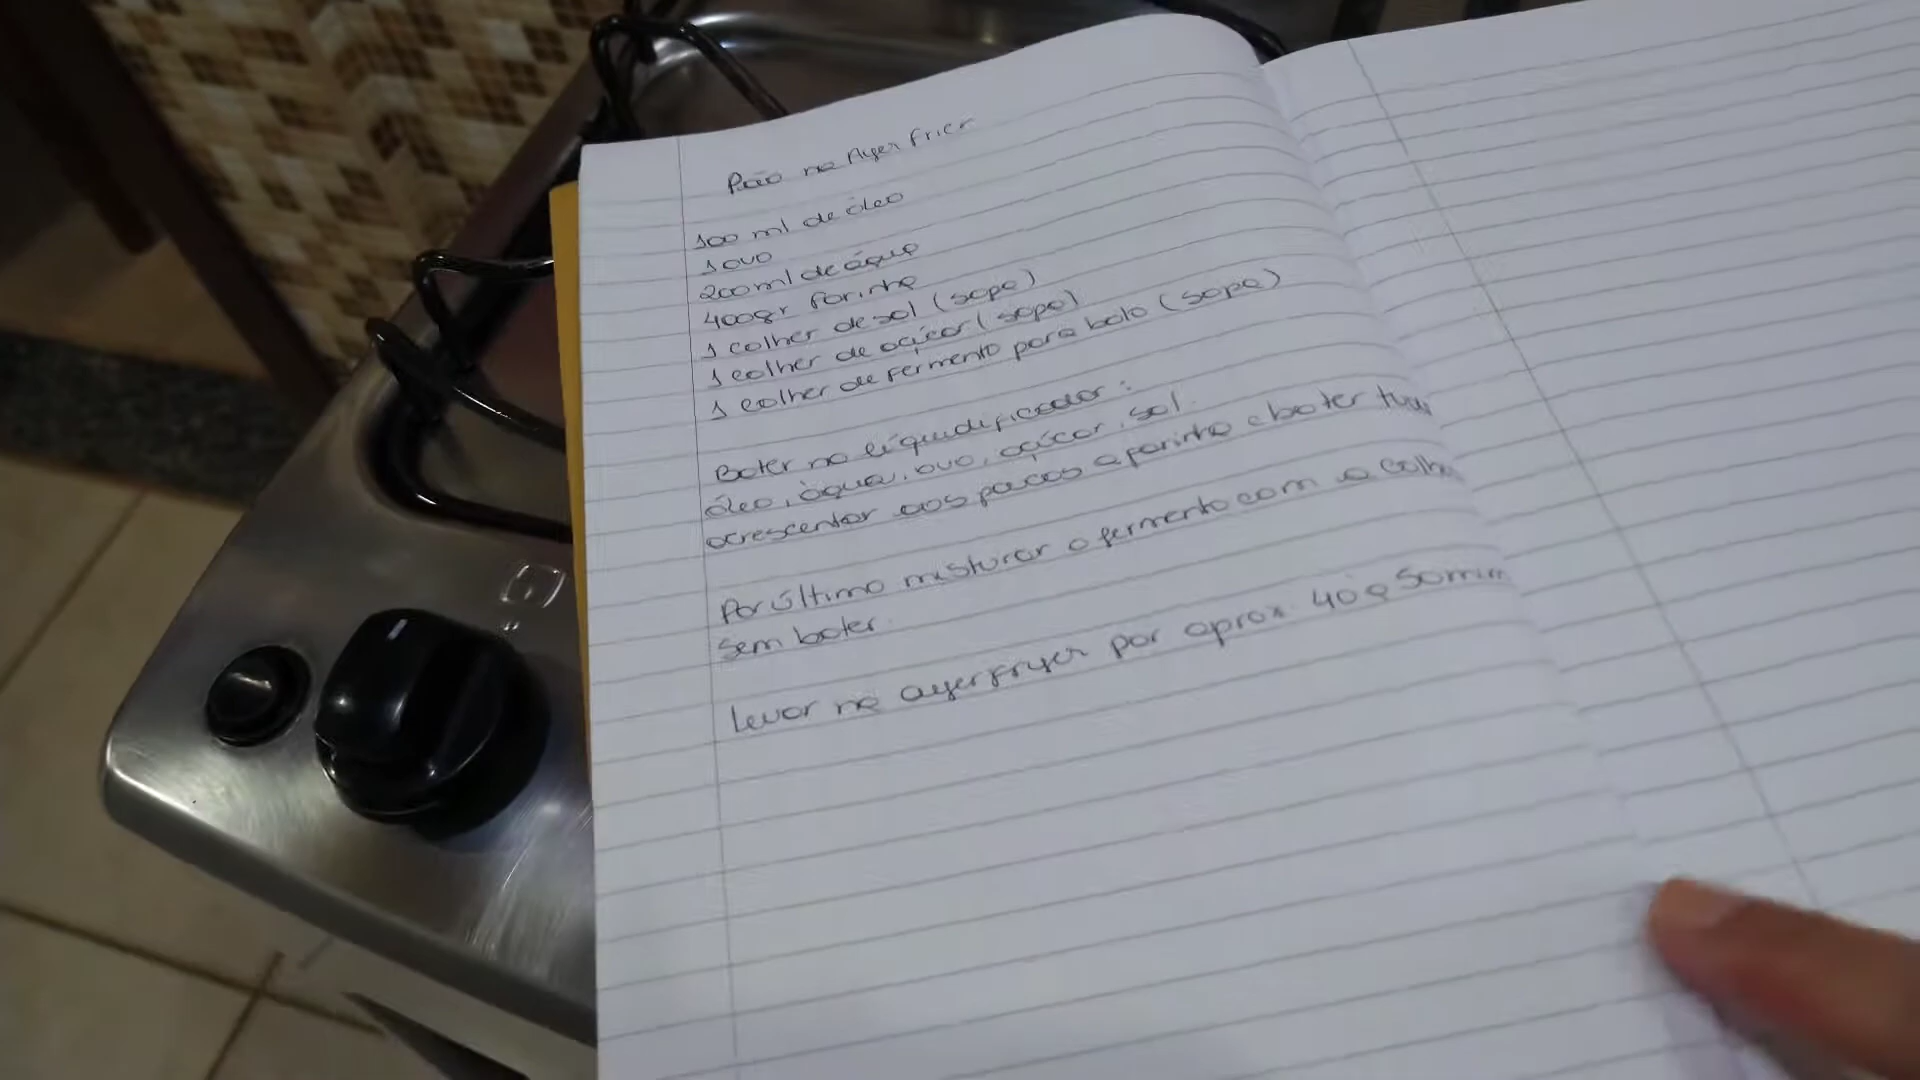 Pão na Ayer frier
100 ml de óleo
1 ovo
200 ml de água
400gr farinha
1 colher de sal (sopa)
1 colher de açúcar (sopa)
1 colher de fermento para bolo (sopa)
Bater no liquidificador:
óleo, água, ovo, açúcar, sal.
acrescentar aos poucos a farinha e bater
Por último misturar o fermento com a
sem bater.
Levar na ayerfryer por aprox. 40 a 50 min